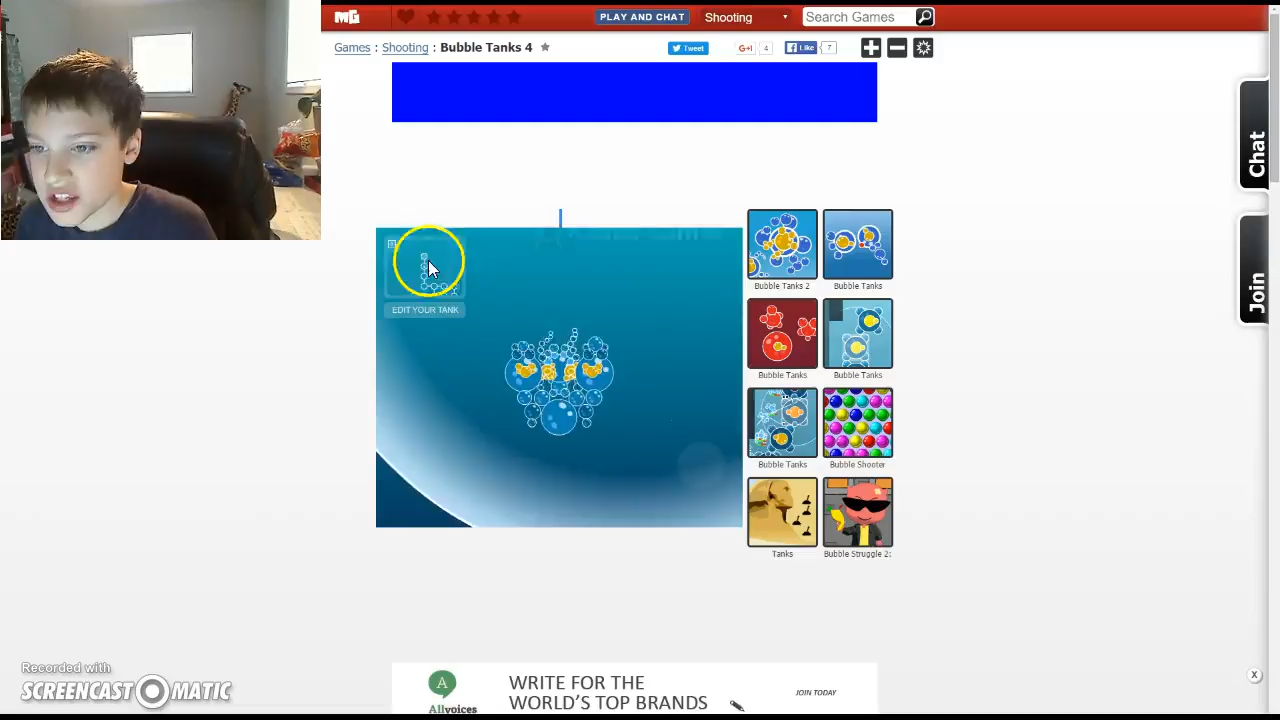 MG PLAY AND CHAT Shooting Search Games
Games : Shooting : Bubble Tanks 4 Tweet G+1 4 Like 7
EDIT YOUR TANK
Bubble Tanks 2 Bubble Tanks
Bubble Tanks Bubble Tanks
Bubble Tanks Bubble Shooter
Tanks Bubble Struggle 2:
Chat
Join
Recorded with
SCREENCAST MATIC
A
Allvoices
WRITE FOR THE
WORLD'S TOP BRANDS
JOIN TODAY
X